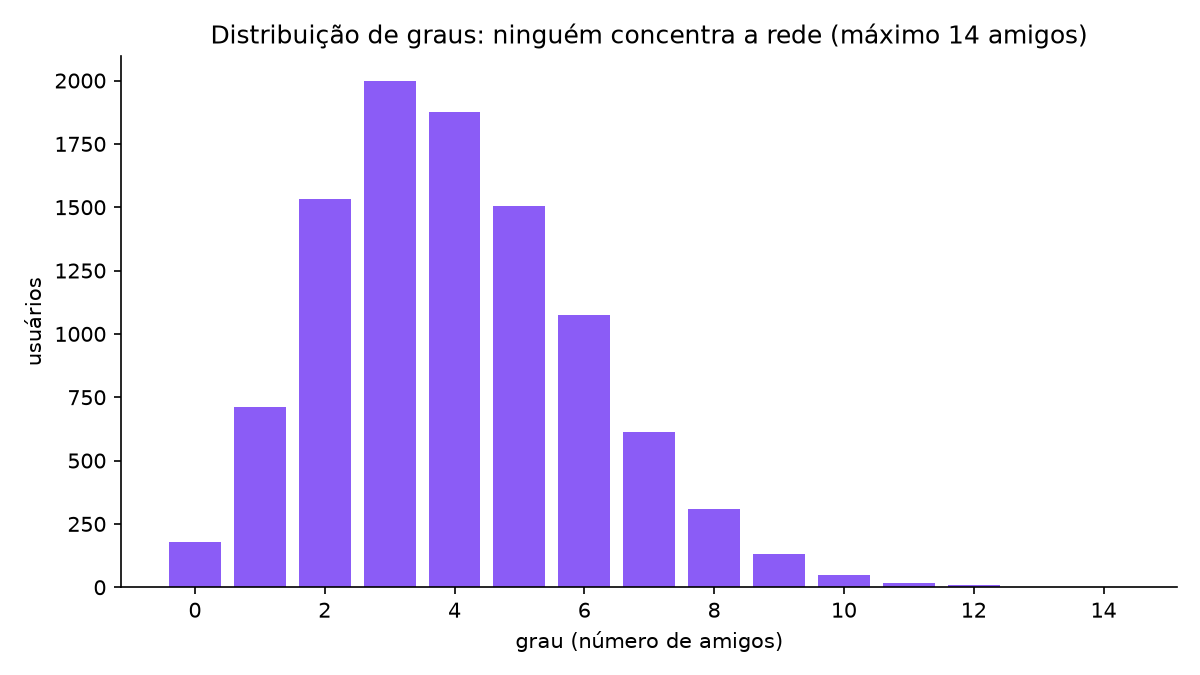 Distribuição de graus: ninguém concentra a rede (máximo 14 amigos)
2000
1750
1500
1250
1000
750
500
250
0
usuários
0 2 4 6 8 10 12 14
grau (número de amigos)